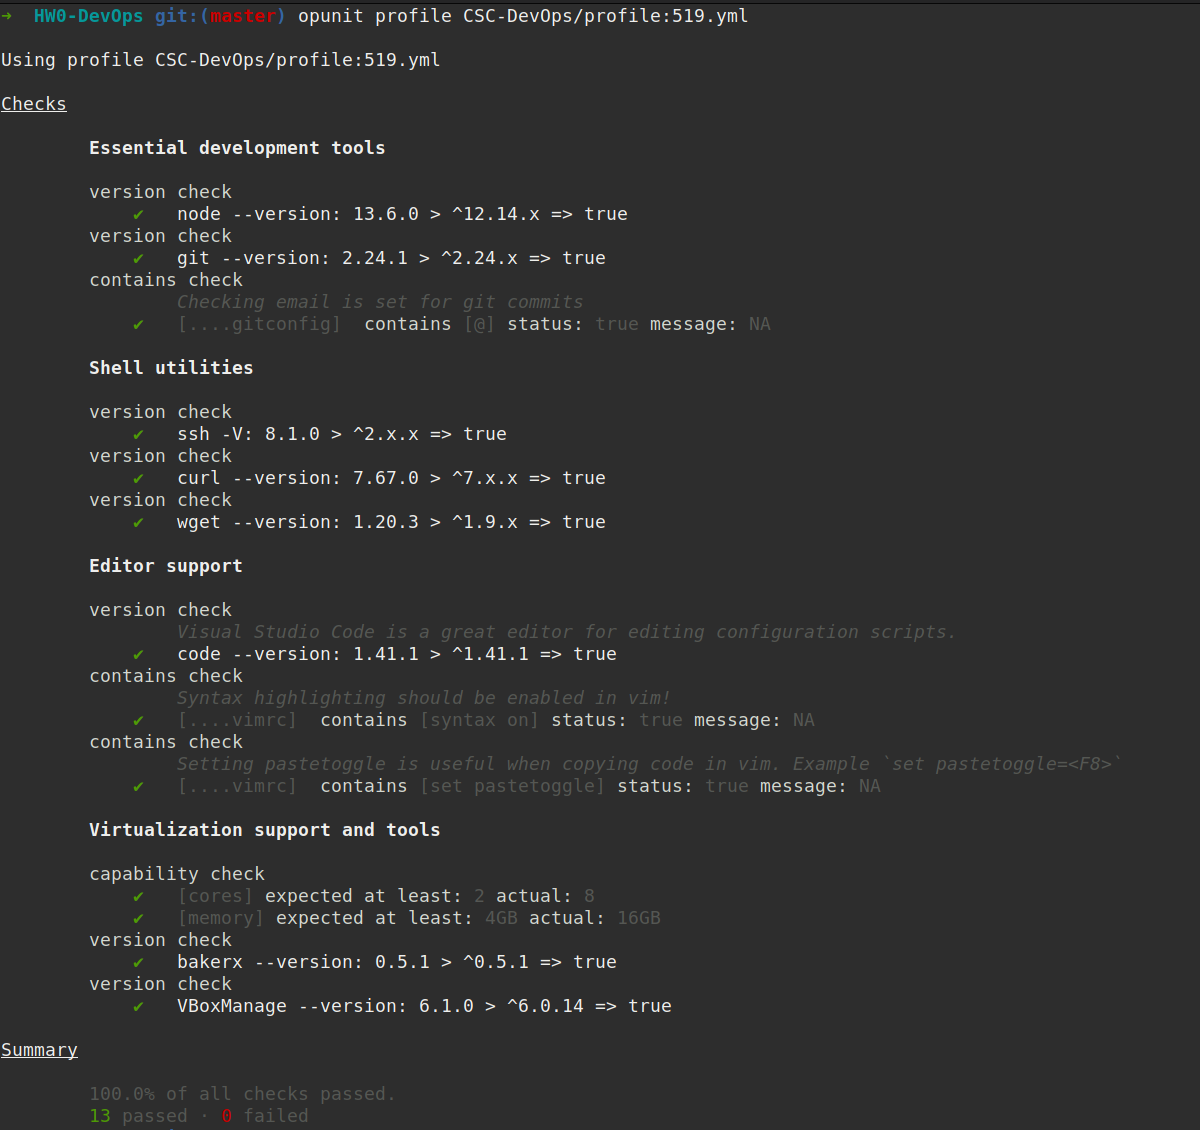 ➜ HW0-DevOps git:(master) opunit profile CSC-DevOps/profile:519.yml
Using profile CSC-DevOps/profile:519.yml
Checks
Essential development tools
version check
✔ node --version: 13.6.0 > ^12.14.x => true
version check
✔ git --version: 2.24.1 > ^2.24.x => true
contains check
Checking email is set for git commits
✔ [....gitconfig] contains [@] status: true message: NA
Shell utilities
version check
✔ ssh -V: 8.1.0 > ^2.x.x => true
version check
✔ curl --version: 7.67.0 > ^7.x.x => true
version check
✔ wget --version: 1.20.3 > ^1.9.x => true
Editor support
version check
Visual Studio Code is a great editor for editing configuration scripts.
✔ code --version: 1.41.1 > ^1.41.1 => true
contains check
Syntax highlighting should be enabled in vim!
✔ [....vimrc] contains [syntax on] status: true message: NA
contains check
Setting pastetoggle is useful when copying code in vim. Example `set pastetoggle=<F8>`
✔ [....vimrc] contains [set pastetoggle] status: true message: NA
Virtualization support and tools
capability check
✔ [cores] expected at least: 2 actual: 8
✔ [memory] expected at least: 4GB actual: 16GB
version check
✔ bakerx --version: 0.5.1 > ^0.5.1 => true
version check
✔ VBoxManage --version: 6.1.0 > ^6.0.14 => true
Summary
100.0% of all checks passed.
13 passed · 0 failed